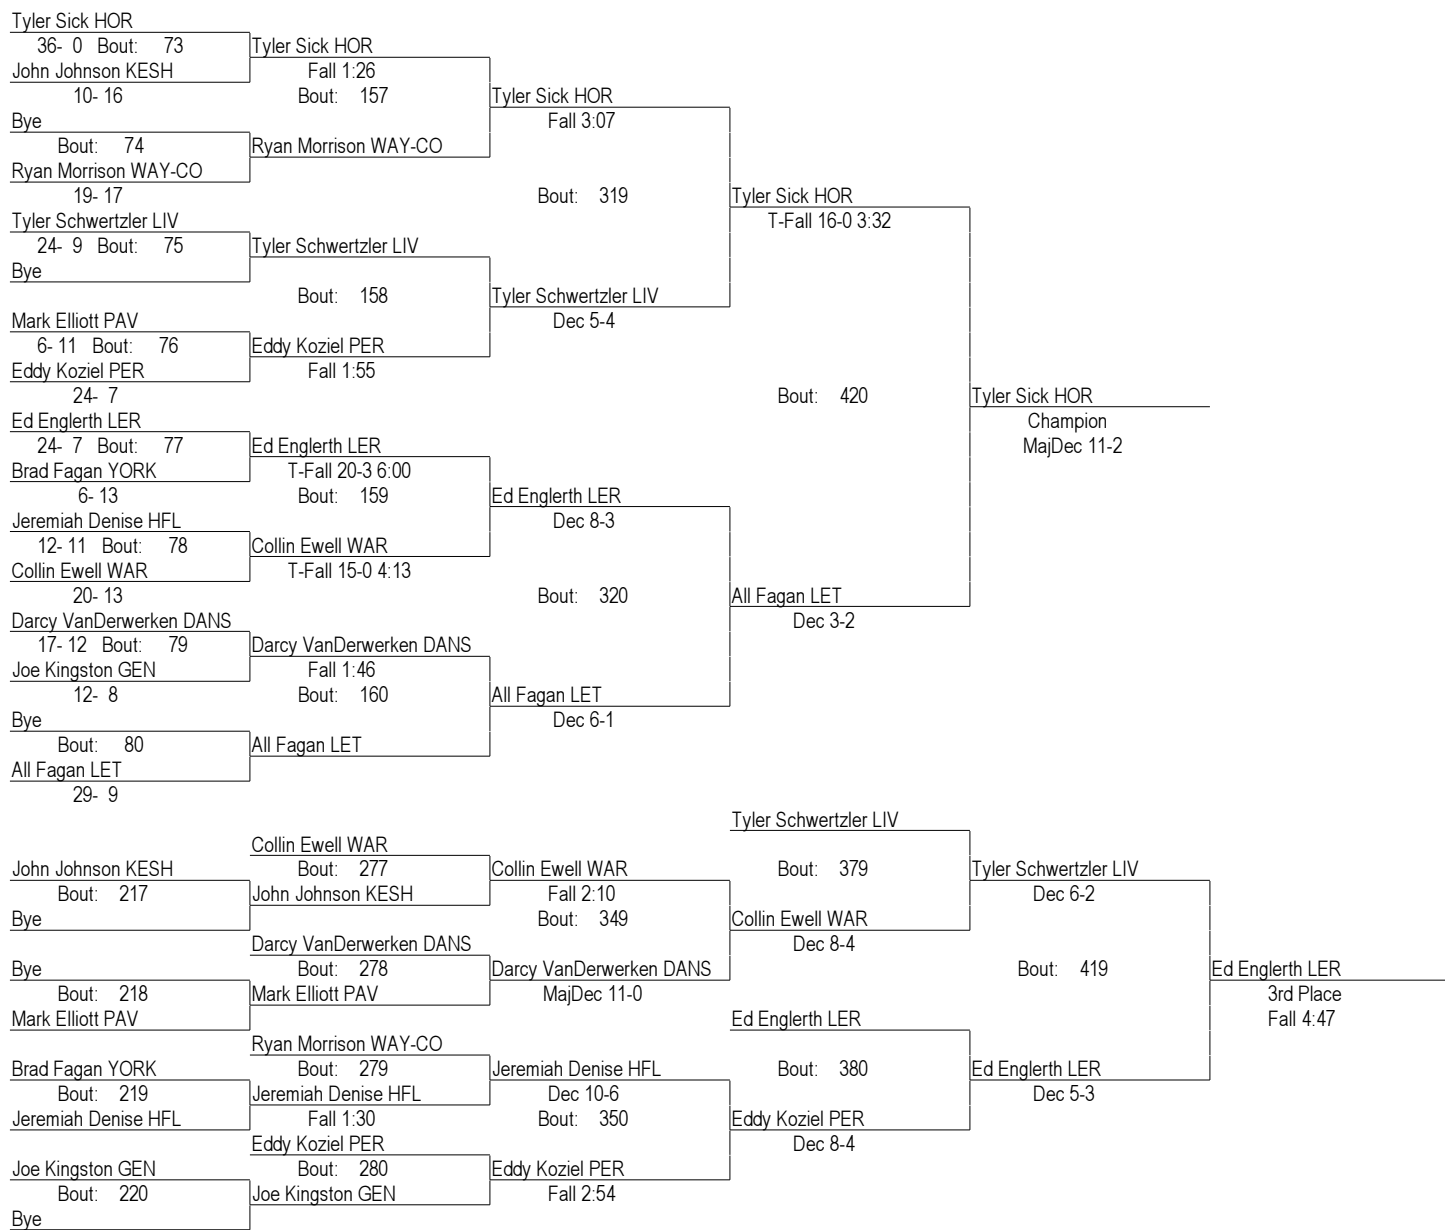 Tyler Sick HOR
36- 0 Bout: 73 Tyler Sick HOR
John Johnson KESH Fall 1:26
10- 16 Bout: 157 Tyler Sick HOR
Bye Fall 3:07
Bout: 74 Ryan Morrison WAY-CO
Ryan Morrison WAY-CO
19- 17 Bout: 319 Tyler Sick HOR
Tyler Schwertzler LIV T-Fall 16-0 3:32
24- 9 Bout: 75 Tyler Schwertzler LIV
Bye
Bout: 158 Tyler Schwertzler LIV
Mark Elliott PAV Dec 5-4
6- 11 Bout: 76 Eddy Koziel PER
Eddy Koziel PER Fall 1:55
24- 7 Bout: 420 Tyler Sick HOR
Ed Englerth LER Champion
24- 7 Bout: 77 Ed Englerth LER MajDec 11-2
Brad Fagan YORK T-Fall 20-3 6:00
6- 13 Bout: 159 Ed Englerth LER
Jeremiah Denise HFL Dec 8-3
12- 11 Bout: 78 Collin Ewell WAR
Collin Ewell WAR T-Fall 15-0 4:13
20- 13 Bout: 320 All Fagan LET
Darcy VanDerwerken DANS Dec 3-2
17- 12 Bout: 79 Darcy VanDerwerken DANS
Joe Kingston GEN Fall 1:46
12- 8 Bout: 160 All Fagan LET
Bye Dec 6-1
Bout: 80 All Fagan LET
All Fagan LET
29- 9
Tyler Schwertzler LIV
Collin Ewell WAR
John Johnson KESH Bout: 277 Collin Ewell WAR Bout: 379 Tyler Schwertzler LIV
Bout: 217 John Johnson KESH Fall 2:10 Dec 6-2
Bye Bout: 349 Collin Ewell WAR
Darcy VanDerwerken DANS Dec 8-4
Bye Bout: 278 Darcy VanDerwerken DANS Bout: 419 Ed Englerth LER
Bout: 218 Mark Elliott PAV MajDec 11-0 3rd Place
Mark Elliott PAV Ed Englerth LER Fall 4:47
Ryan Morrison WAY-CO
Brad Fagan YORK Bout: 279 Jeremiah Denise HFL Bout: 380 Ed Englerth LER
Bout: 219 Jeremiah Denise HFL Dec 10-6 Dec 5-3
Jeremiah Denise HFL Fall 1:30 Bout: 350 Eddy Koziel PER
Eddy Koziel PER Dec 8-4
Joe Kingston GEN Bout: 280 Eddy Koziel PER
Bout: 220 Joe Kingston GEN Fall 2:54
Bye